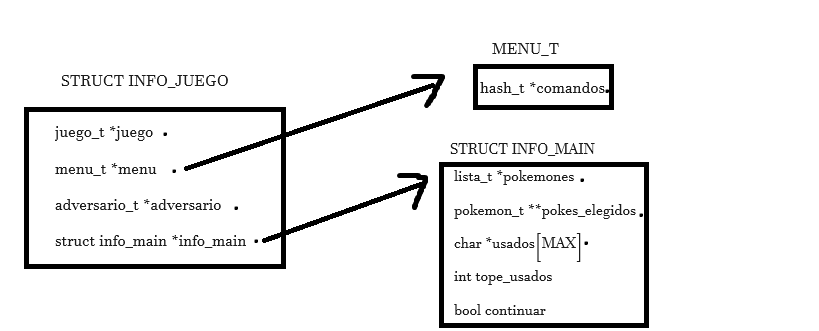 STRUCT INFO_JUEGO
juego_t *juego
menu_t *menu
adversario_t *adversario
struct info_main *info_main
MENU_T
hash_t *comandos
STRUCT INFO_MAIN
lista_t *pokemones
pokemon_t **pokes_elegidos
char *usados[MAX]
int tope_usados
bool continuar